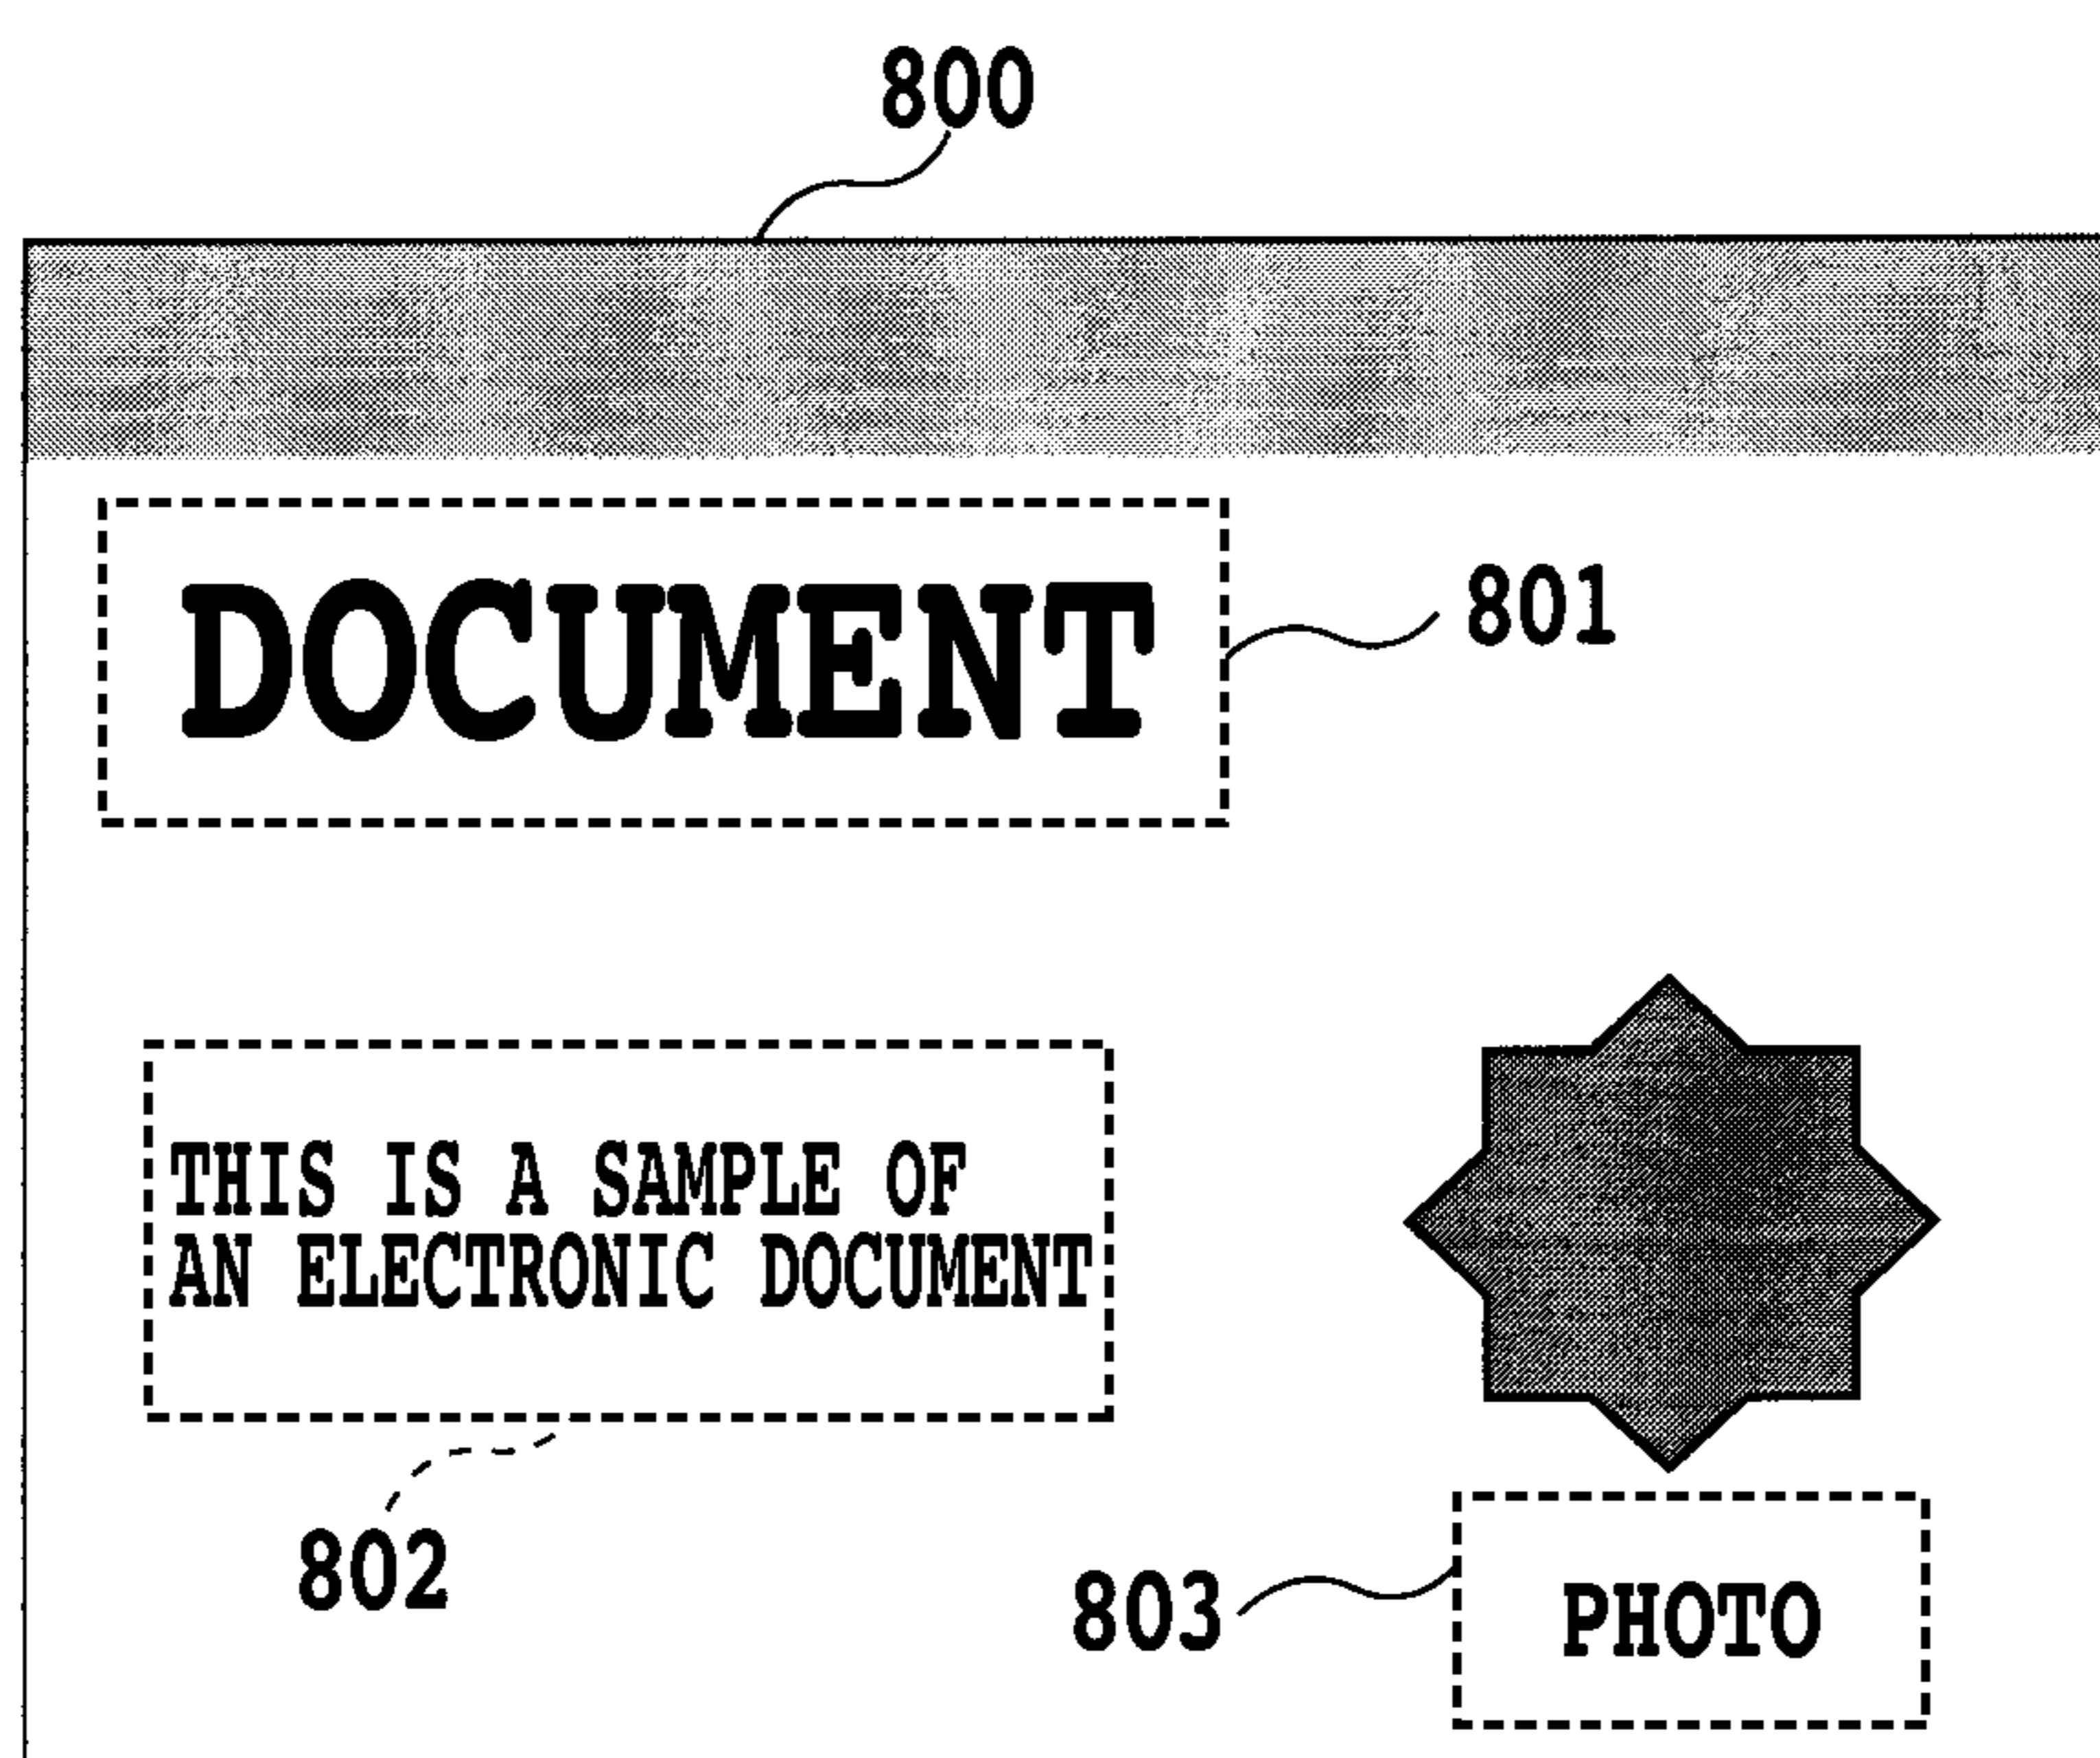 800
DOCUMENT
801
THIS IS A SAMPLE OF
AN ELECTRONIC DOCUMENT
802
803
PHOTO